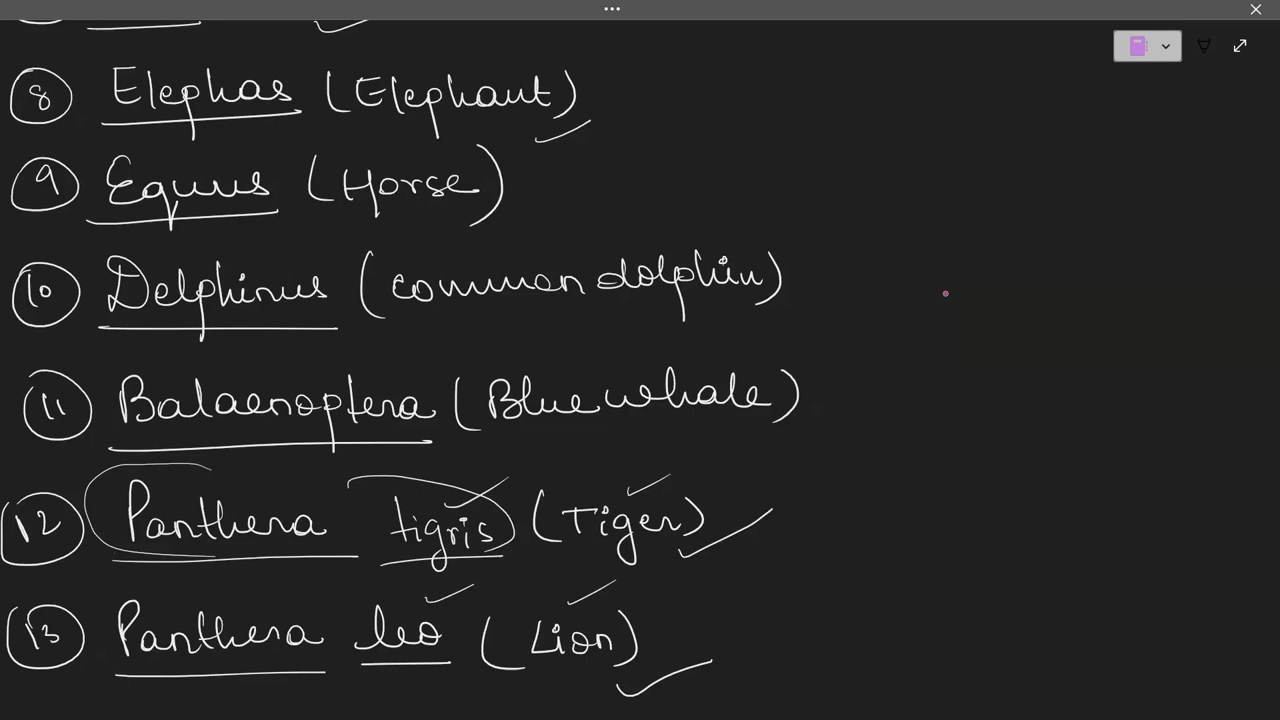 8 Elephas (Elephant)
9 Equus (Horse)
10 Delphinus (common dolphin)
11 Balaenoptera (Blue whale)
12 Panthera tigris (Tiger)
13 Panthera leo (Lion)